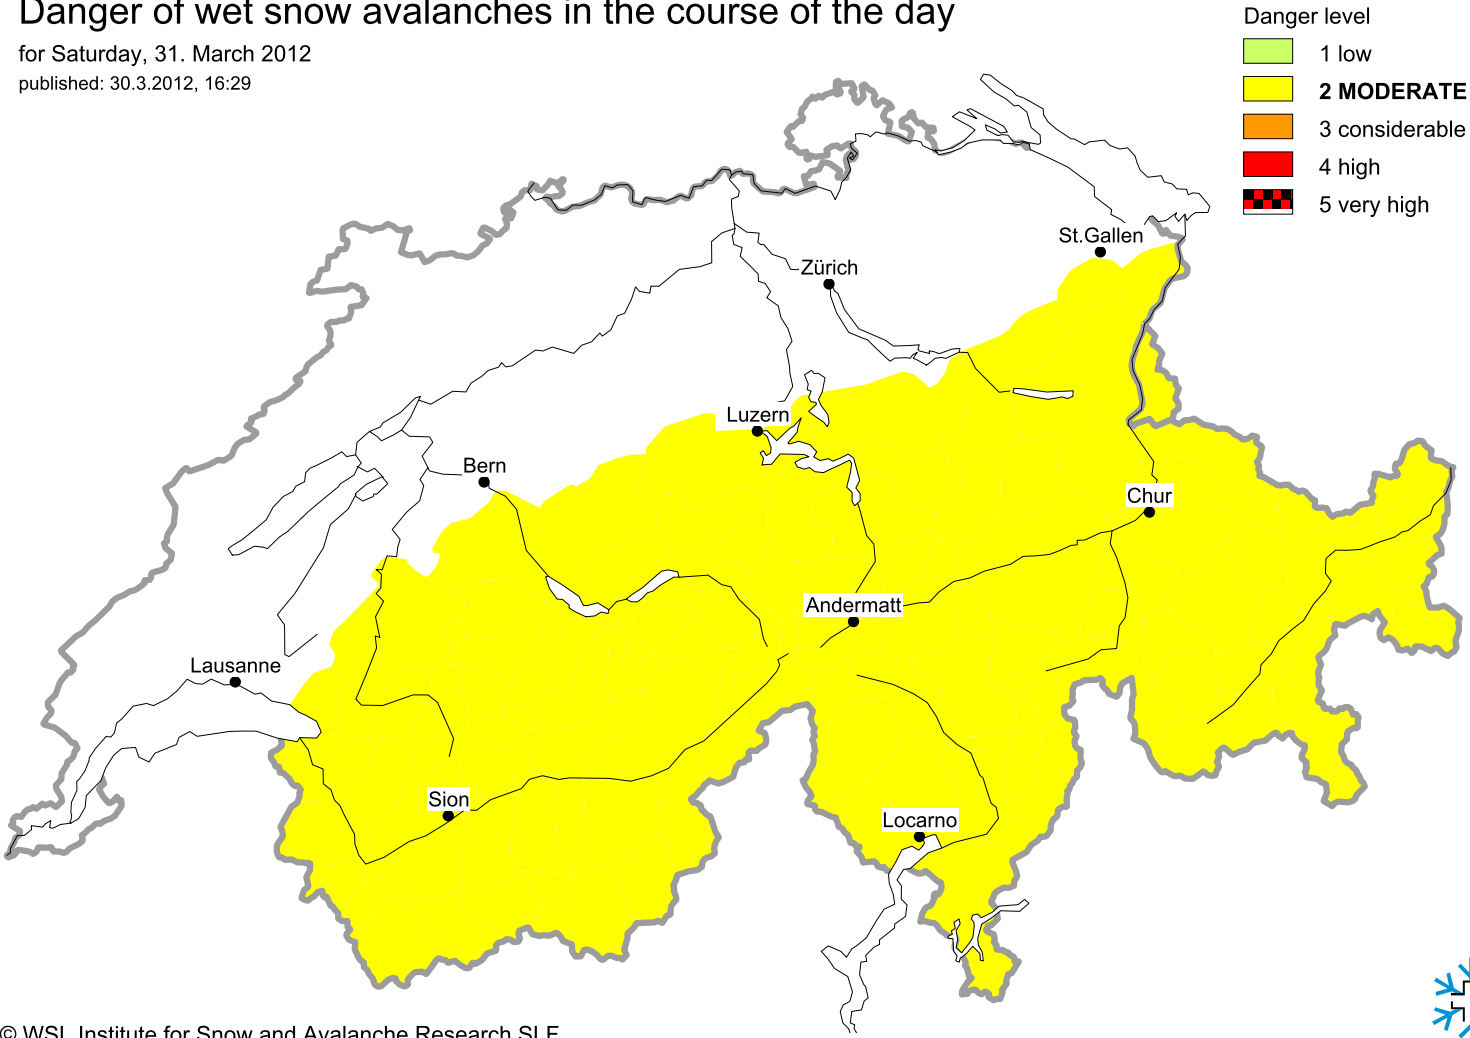 Danger of wet snow avalanches in the course of the day
for Saturday, 31. March 2012
published: 30.3.2012, 16:29
Danger level
1 low
2 MODERATE
3 considerable
4 high
5 very high
St.Gallen
Zürich
Luzern
Bern
Chur
Andermatt
Lausanne
Sion
Locarno
© WSL Institute for Snow and Avalanche Research SLF